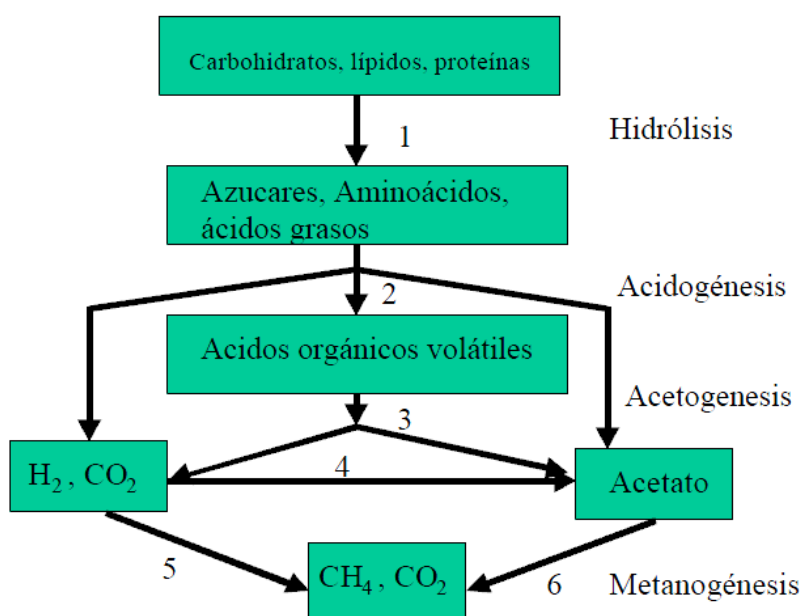 Carbohidratos, lípidos, proteínas
1
Hidrólisis
Azucares, Aminoácidos,
ácidos grasos
2
Acidogénesis
Acidos orgánicos volátiles
3
Acetogenesis
H₂ , CO₂
4
Acetato
5
CH₄ , CO₂
6
Metanogénesis